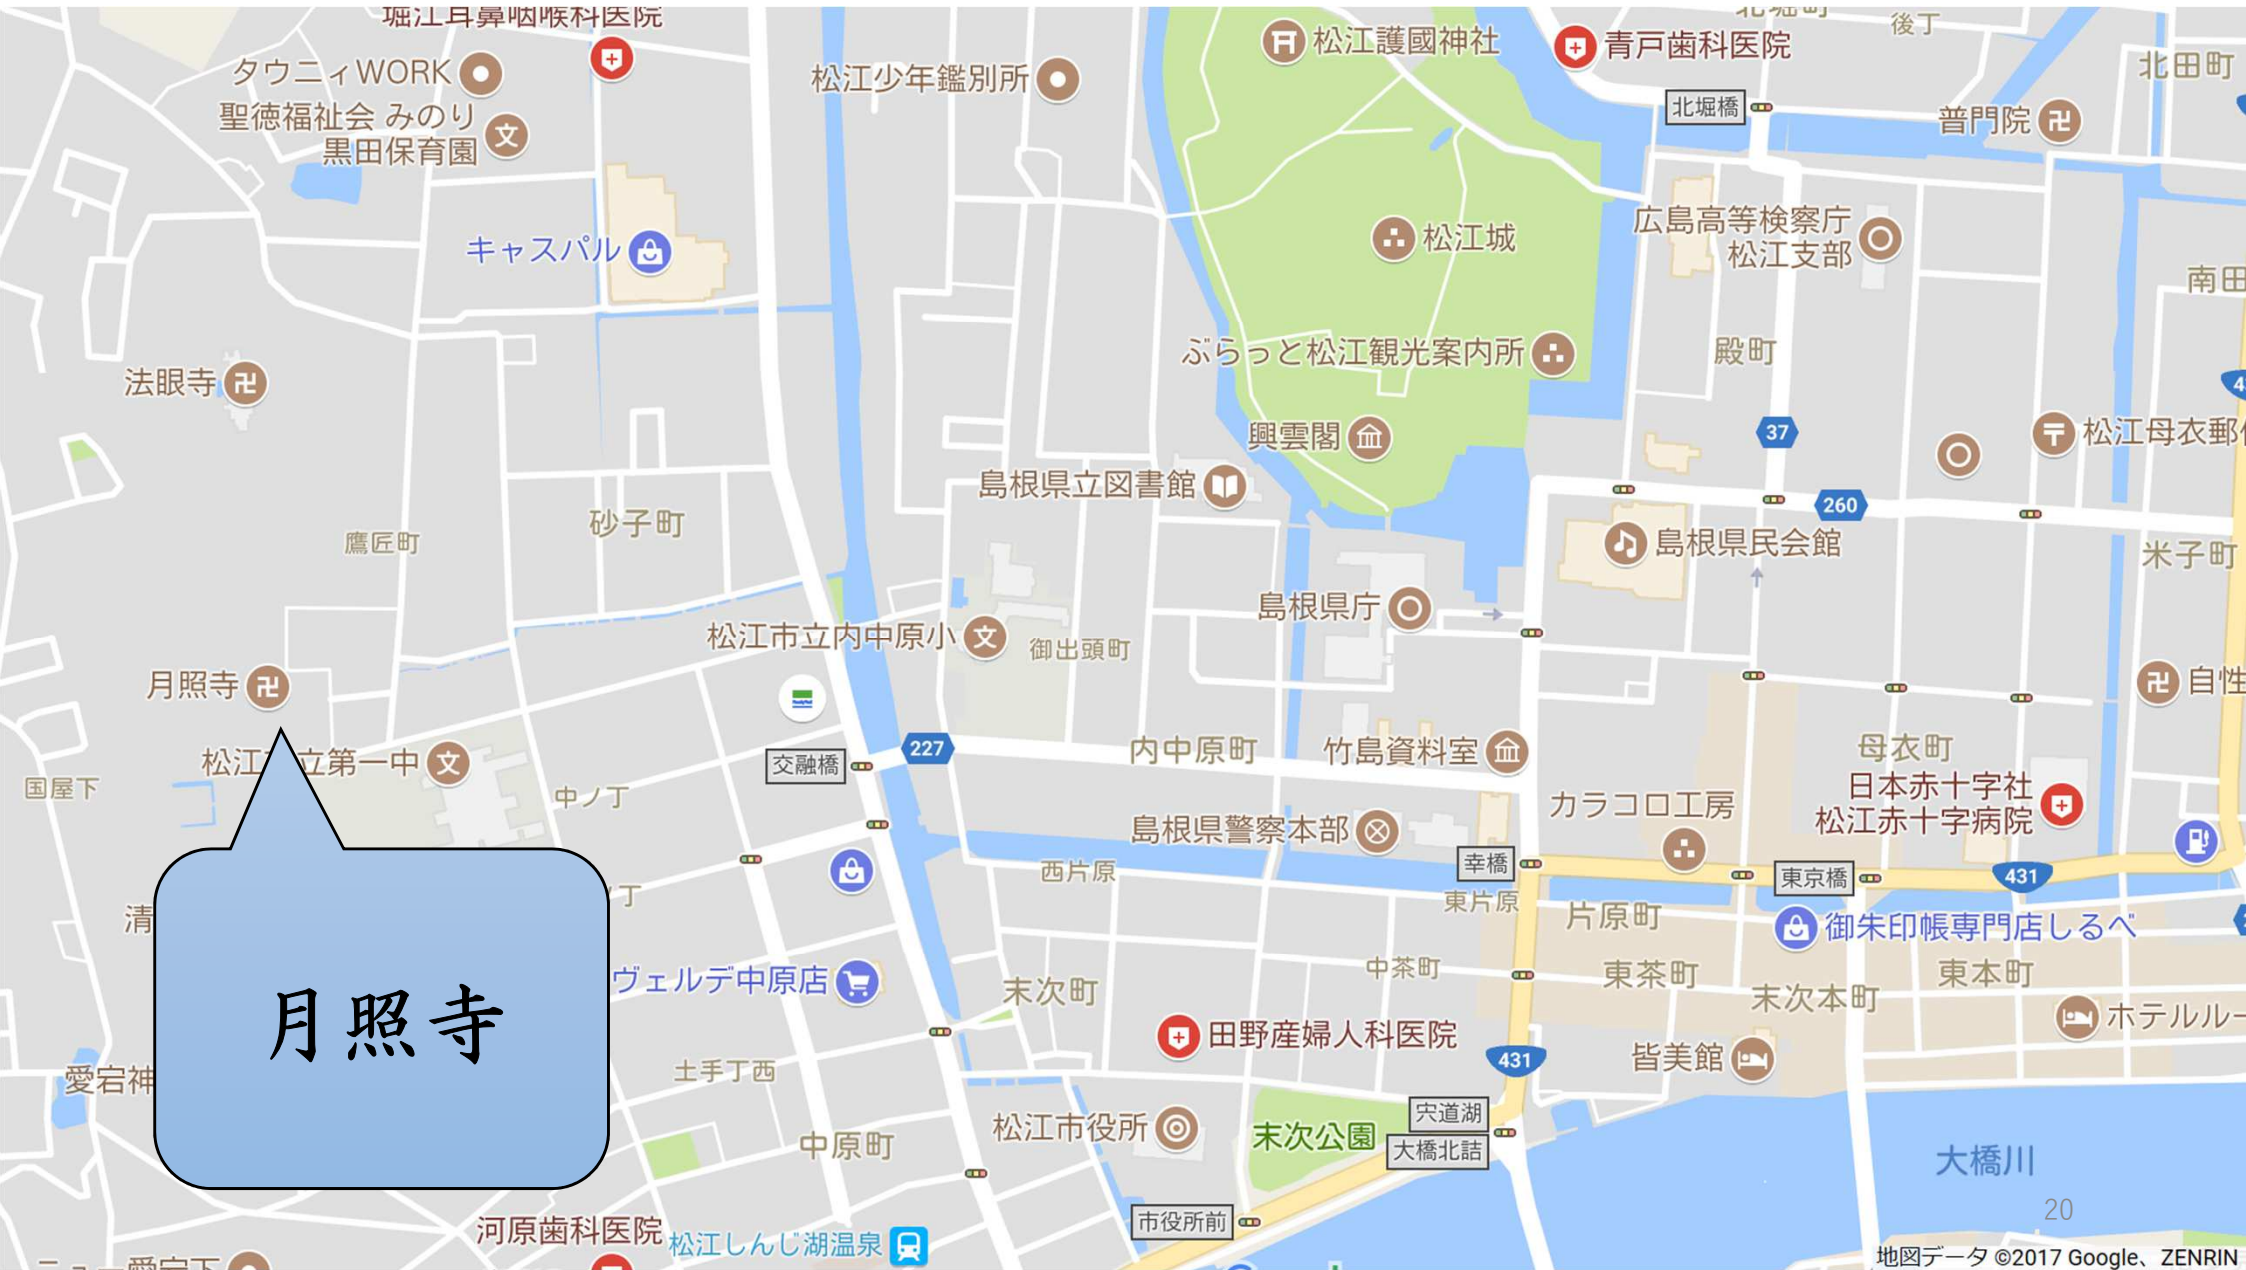 堀江耳鼻咽喉科医院
タウニィWORK
聖徳福祉会 みのり
黒田保育園
松江少年鑑別所
松江護國神社
青戸歯科医院
後丁
北田町
北堀橋
普門院
キャスパル
松江城
広島高等検察庁
松江支部
南田
法眼寺
ぶらっと松江観光案内所
殿町
興雲閣
37
松江母衣郵
島根県立図書館
260
砂子町
鷹匠町
島根県民会館
米子町
島根県庁
松江市立内中原小
御出頭町
月照寺
自性
松江
立第一中
国屋下
中ノ丁
交融橋
227
内中原町
竹島資料室
母衣町
日本赤十字社
松江赤十字病院
カラコロ工房
島根県警察本部
幸橋
西片原
東京橋
431
東片原
片原町
御朱印帳専門店しるべ
清
丁
月照寺
ヴェルデ中原店
末次町
中茶町
東茶町
末次本町
東本町
ホテルルー
田野産婦人科医院
431
皆美館
愛宕神
土手丁西
松江市役所
末次公園
宍道湖
大橋北詰
中原町
大橋川
20
市役所前
河原歯科医院
松江しんじ湖温泉
地図データ ©2017 Google、ZENRIN